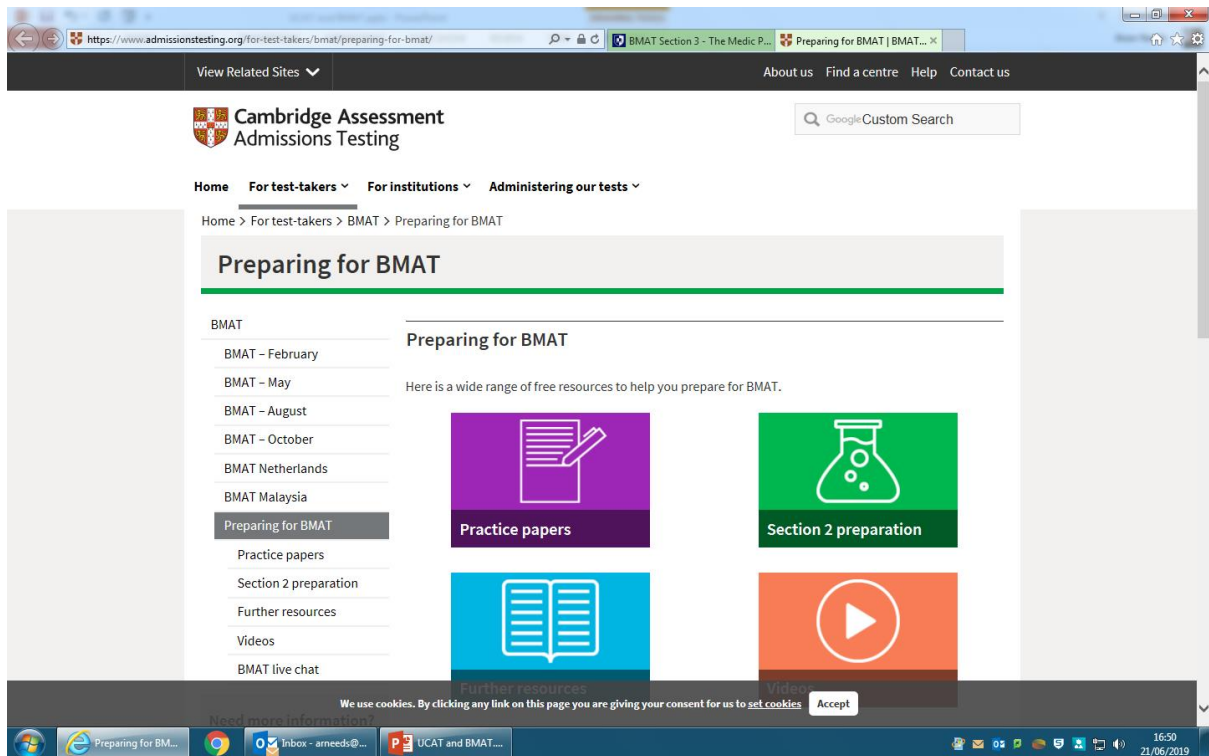 https://www.admissionstesting.org/for-test-takers/bmat/preparing-for-bmat/
BMAT Section 3 - The Medic P...
Preparing for BMAT | BMAT...
View Related Sites
About us Find a centre Help Contact us
Cambridge Assessment
Admissions Testing
Google Custom Search
Home For test-takers For institutions Administering our tests
Home > For test-takers > BMAT > Preparing for BMAT
Preparing for BMAT
BMAT
BMAT – February
BMAT – May
BMAT – August
BMAT – October
BMAT Netherlands
BMAT Malaysia
Preparing for BMAT
Practice papers
Section 2 preparation
Further resources
Videos
BMAT live chat
Need more information?
Preparing for BMAT
Here is a wide range of free resources to help you prepare for BMAT.
Practice papers
Section 2 preparation
Further resources
Videos
We use cookies. By clicking any link on this page you are giving your consent for us to set cookies Accept
Preparing for BM...
Inbox - arneeds@...
UCAT and BMAT....
16:50
21/06/2019